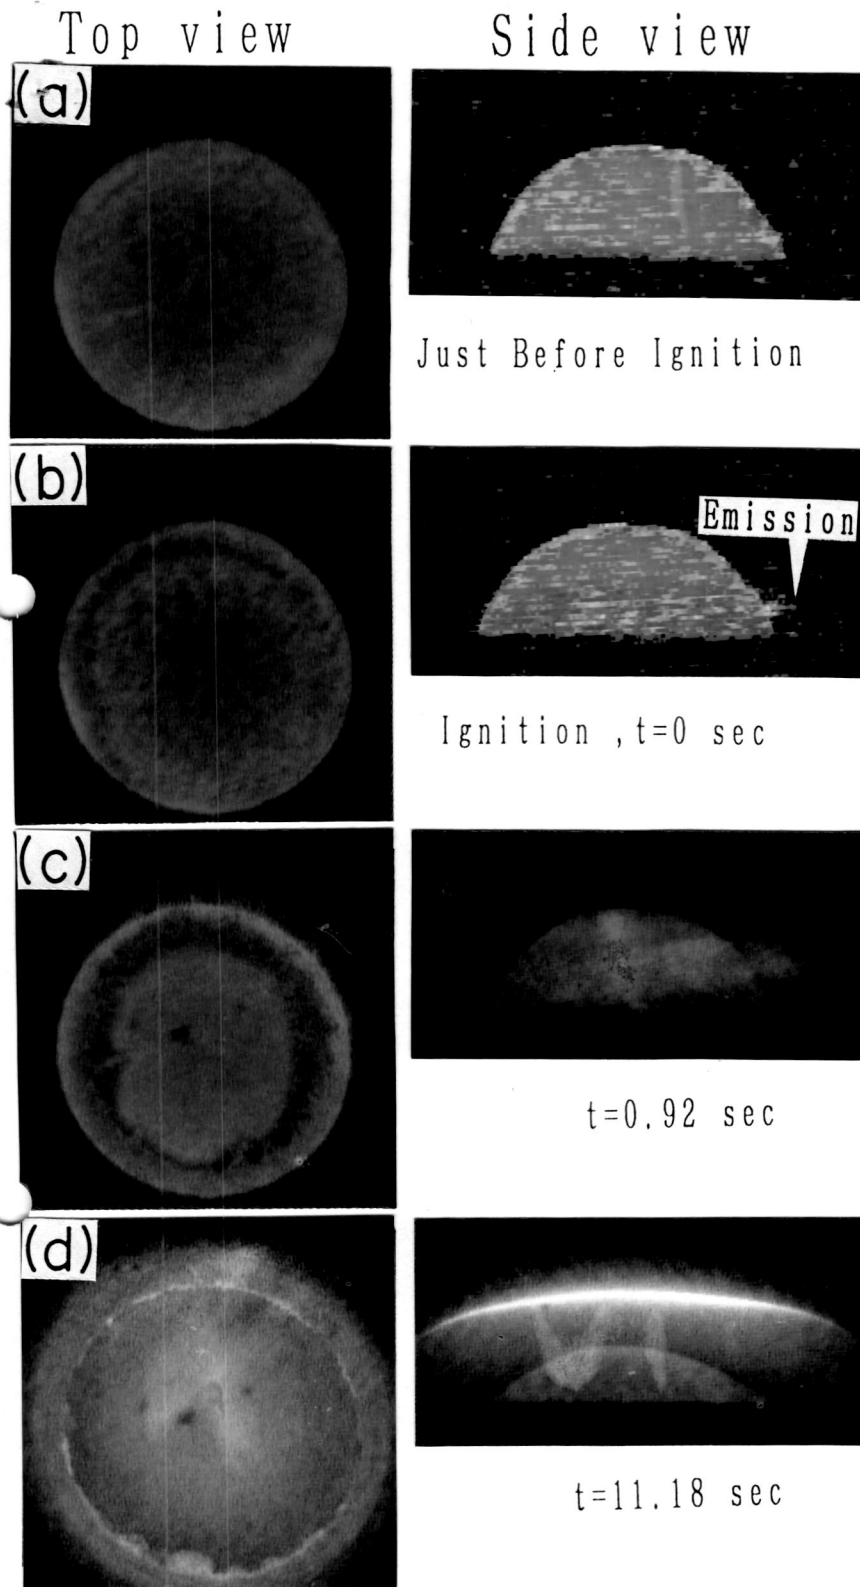 Top view
Side view
(a)
Just Before Ignition
(b)
Emission
Ignition ,t=0 sec
(c)
t=0.92 sec
(d)
t=11.18 sec